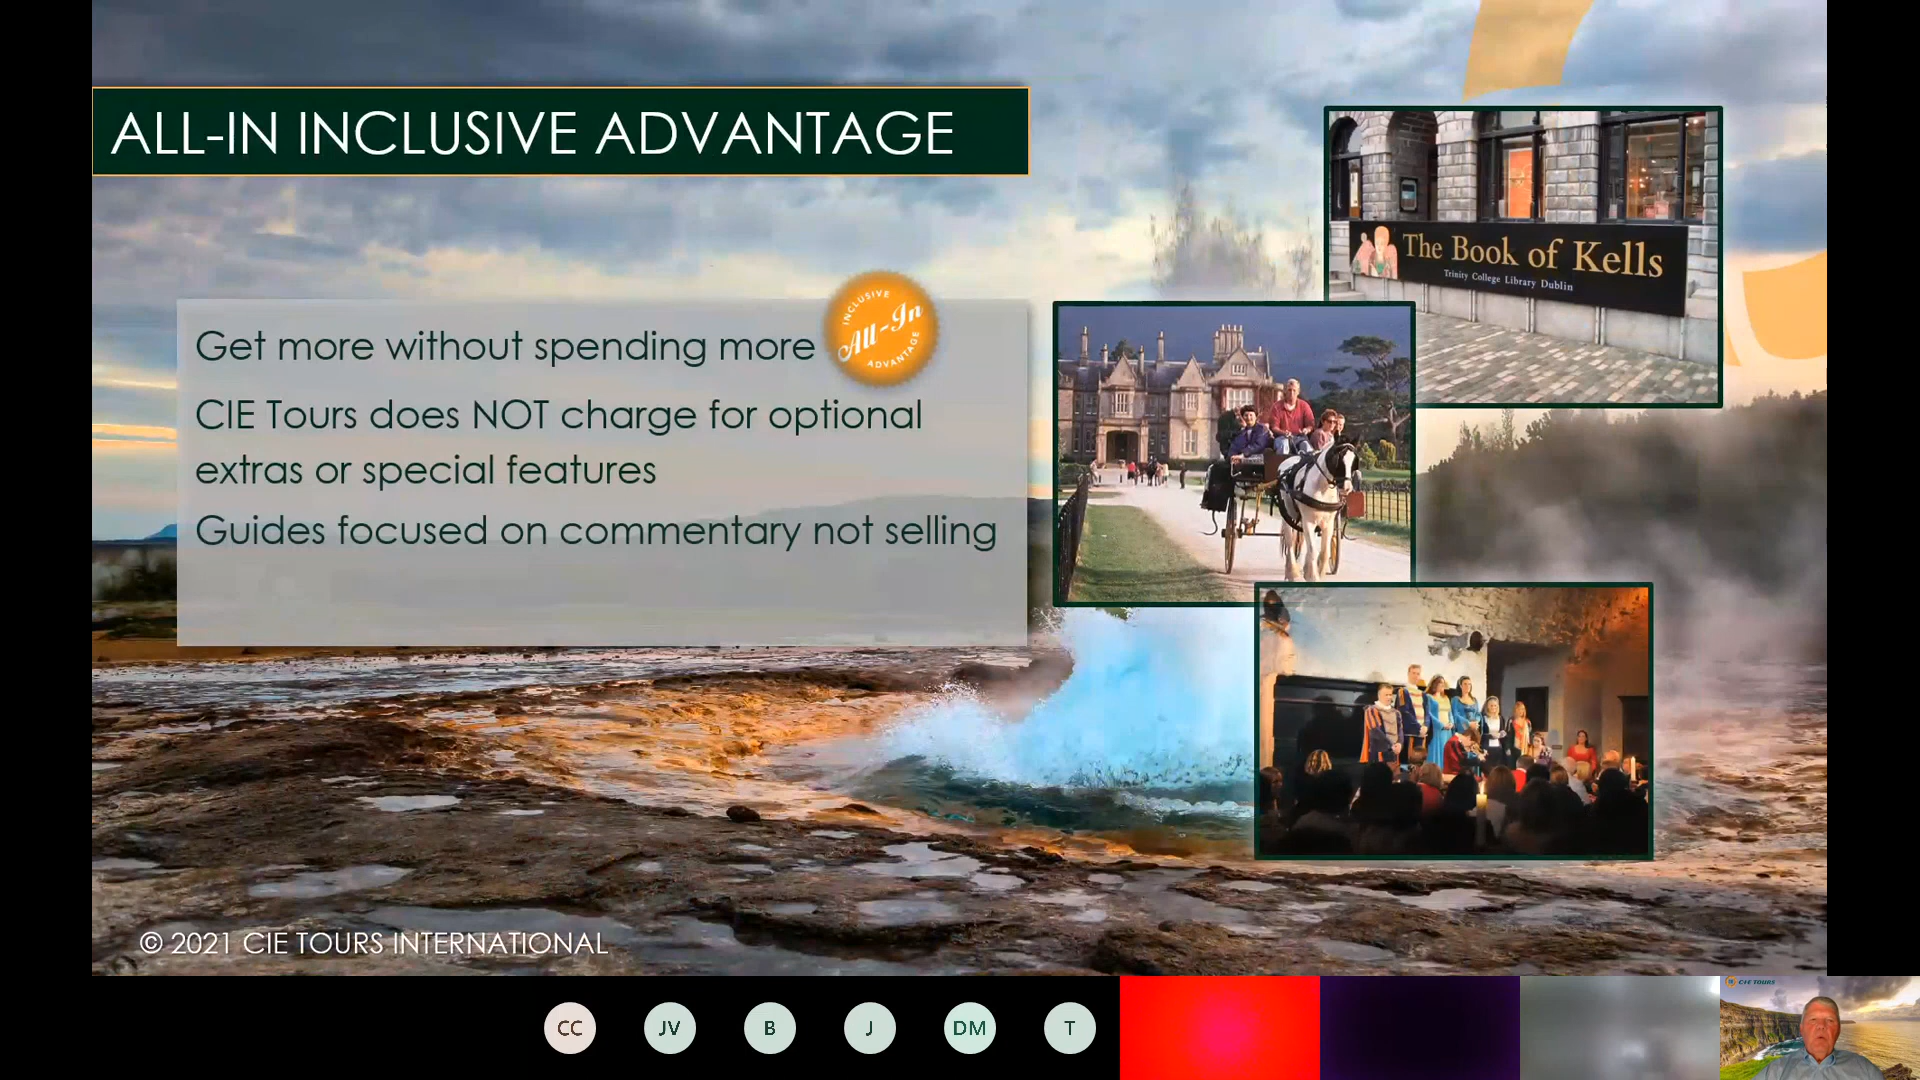 ALL-IN INCLUSIVE ADVANTAGE
The Book of Kells
Trinity College Library Dublin
Get more without spending more
INCLUSIVE
All-In
ADVANTAGE
CIE Tours does NOT charge for optional
extras or special features
Guides focused on commentary not selling
© 2021 CIE TOURS INTERNATIONAL
CC
JV
B
J
DM
T
CIE TOURS